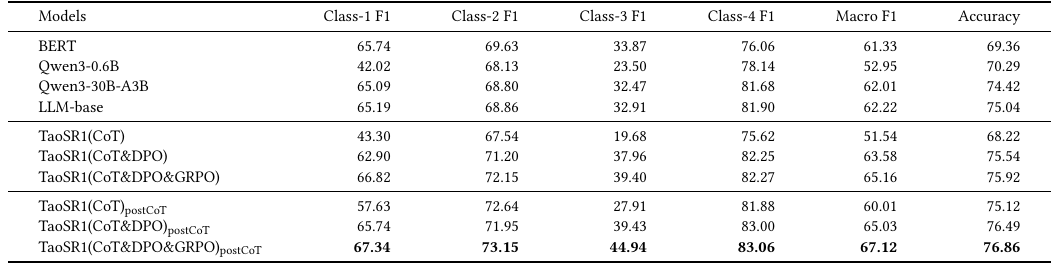 Models Class-1 F1 Class-2 F1 Class-3 F1 Class-4 F1 Macro F1 Accuracy
BERT 65.74 69.63 33.87 76.06 61.33 69.36
Qwen3-0.6B 42.02 68.13 23.50 78.14 52.95 70.29
Qwen3-30B-A3B 65.09 68.80 32.47 81.68 62.01 74.42
LLM-base 65.19 68.86 32.91 81.90 62.22 75.04
TaoSR1(CoT) 43.30 67.54 19.68 75.62 51.54 68.22
TaoSR1(CoT&DPO) 62.90 71.20 37.96 82.25 63.58 75.54
TaoSR1(CoT&DPO&GRPO) 66.82 72.15 39.40 82.27 65.16 75.92
TaoSR1(CoT)postCoT 57.63 72.64 27.91 81.88 60.01 75.12
TaoSR1(CoT&DPO)postCoT 65.74 71.95 39.43 83.00 65.03 76.49
TaoSR1(CoT&DPO&GRPO)postCoT 67.34 73.15 44.94 83.06 67.12 76.86